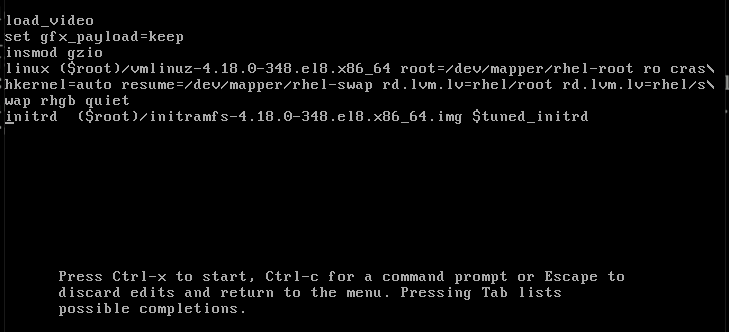 load_video
set gfx_payload=keep
insmod gzio
linux ($root)/vmlinuz-4.18.0-348.el8.x86_64 root=/dev/mapper/rhel-root ro cras\
hkernel=auto resume=/dev/mapper/rhel-swap rd.lvm.lv=rhel/root rd.lvm.lv=rhel/s\
wap rhgb quiet
initrd  ($root)/initramfs-4.18.0-348.el8.x86_64.img $tuned_initrd
Press Ctrl-x to start, Ctrl-c for a command prompt or Escape to
discard edits and return to the menu. Pressing Tab lists
possible completions.